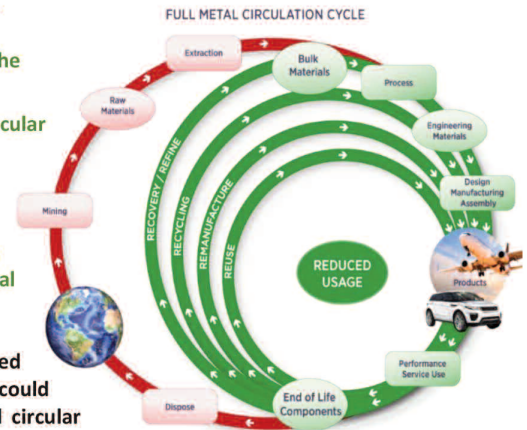 FULL METAL CIRCULATION CYCLE
he
cular
al
ed
could
circular
Extraction
Bulk
Materials
Process
Raw
Materials
Engineering
Materials
Mining
Design
Manufacturing
Assembly
RECOVERY / REFINE
RECYCLING
REMANUFACTURE
REUSE
REDUCED
USAGE
Products
Performance
Service Use
Dispose
End of Life
Components